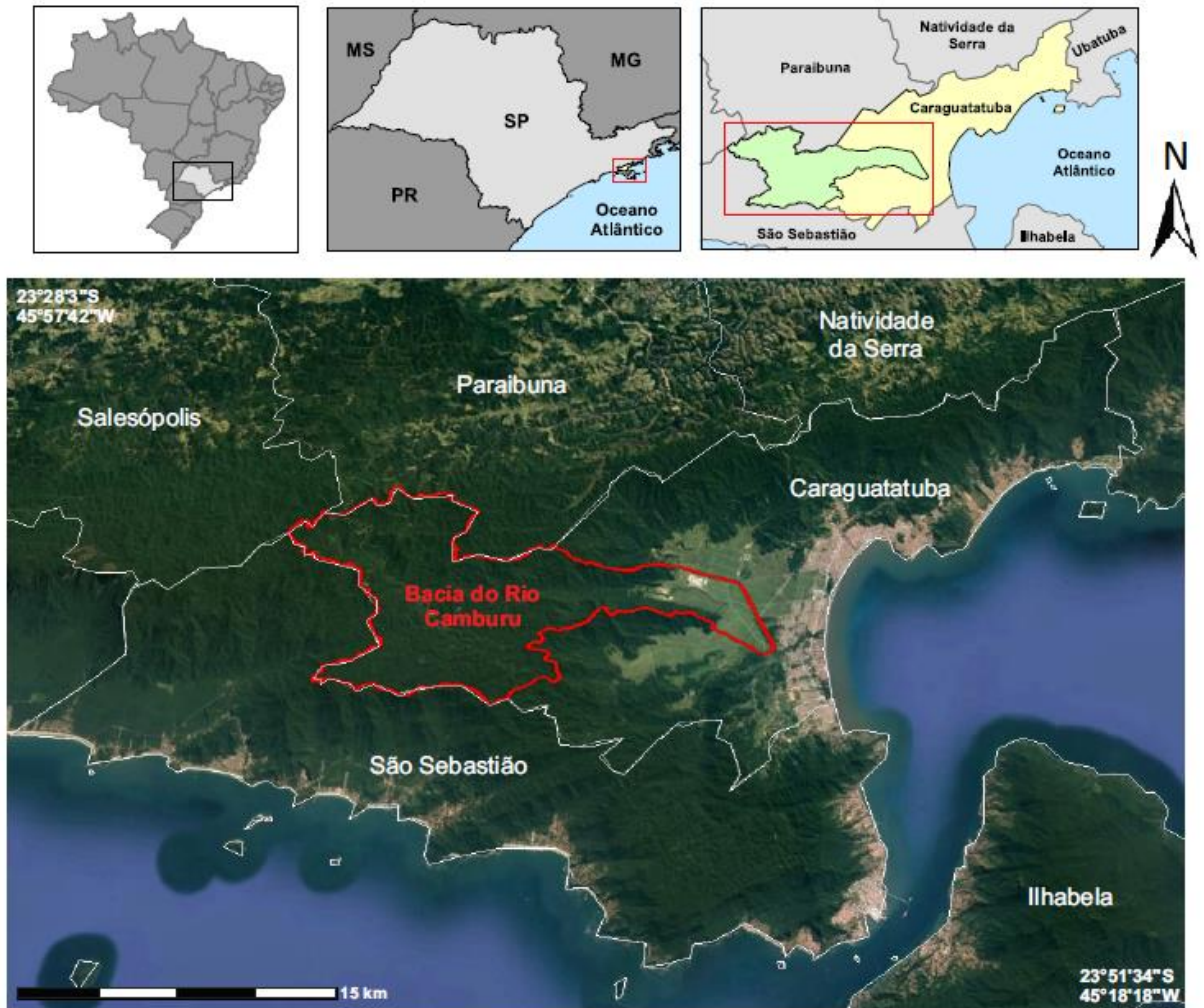 MS
MG
SP
PR
Oceano
Atlântico
Natividade da
Serra
Ubatuba
Paraibuna
Caraguatatuba
Oceano
Atlântico
São Sebastião
Ilhabela
N
23°28'3"S
45°57'42"W
Natividade
da Serra
Paraibuna
Salesópolis
Caraguatatuba
Bacia do Rio
Camburu
São Sebastião
Ilhabela
15 km
23°51'34"S
45°18'18"W